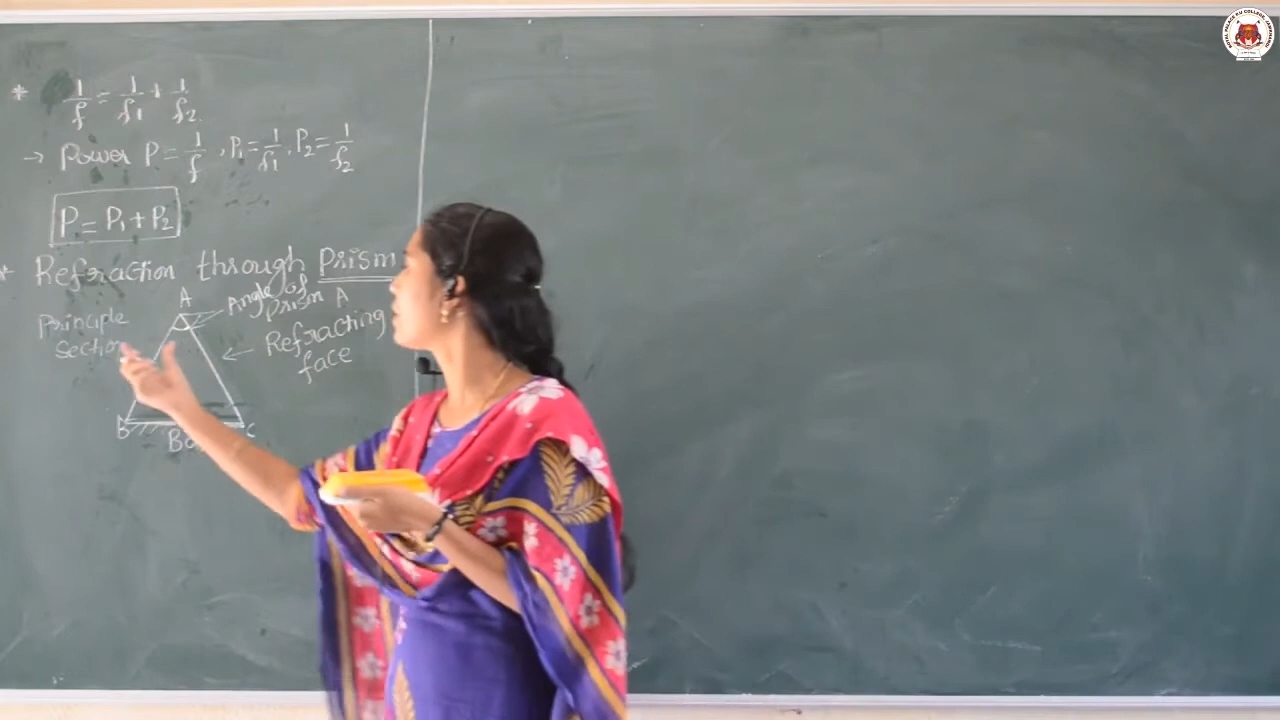 * 1/f = 1/f1 + 1/f2
→ Power P = 1/f , P1 = 1/f1 , P2 = 1/f2
P = P1 + P2
* Refraction through Prism
A
Angle of
prism A
Principle
section
Refracting
face
B
C